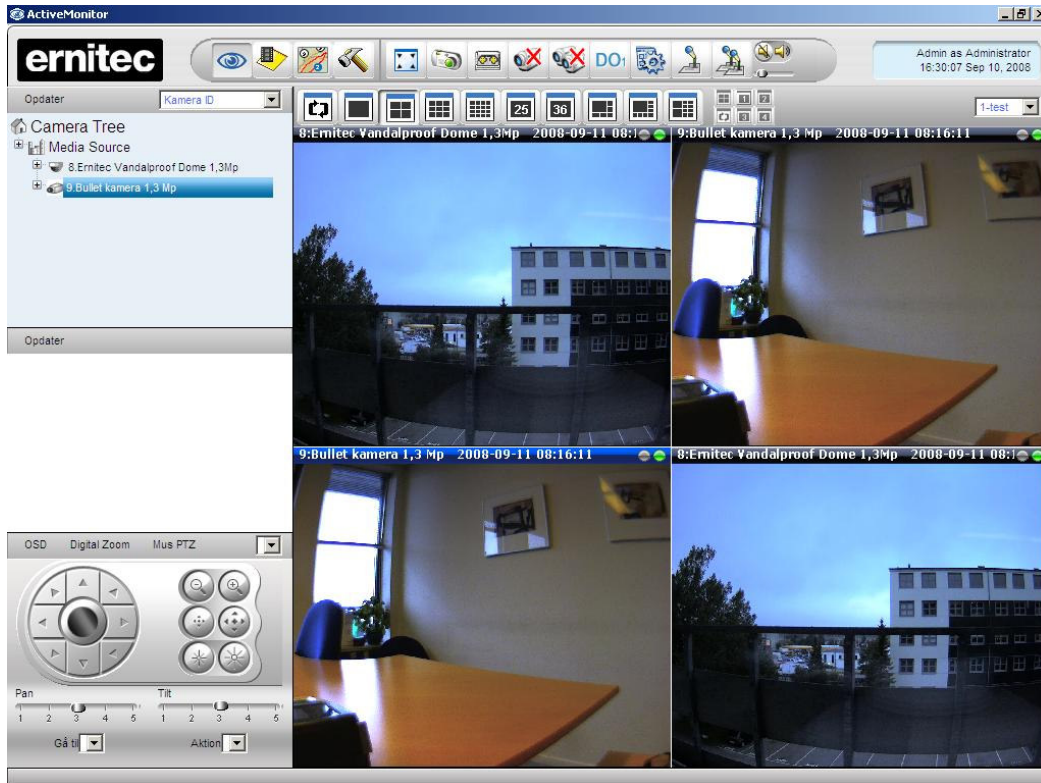 ActiveMonitor
ernitec
DO1
Admin as Administrator
16:30:07 Sep 10, 2008
Opdater
Kamera ID
25
36
1
2
3
4
1-test
Camera Tree
Media Source
8.Ernitec Vandalproof Dome 1,3Mp
9.Bullet kamera 1,3 Mp
8:Ernitec Vandalproof Dome 1,3Mp 2008-09-11 08:1
9:Bullet kamera 1,3 Mp 2008-09-11 08:16:11
Opdater
9:Bullet kamera 1,3 Mp 2008-09-11 08:16:11
8:Ernitec Vandalproof Dome 1,3Mp 2008-09-11 08:1
OSD Digital Zoom Mus PTZ
Pan Tilt
1 2 3 4 5 1 2 3 4 5
Gå til Aktion